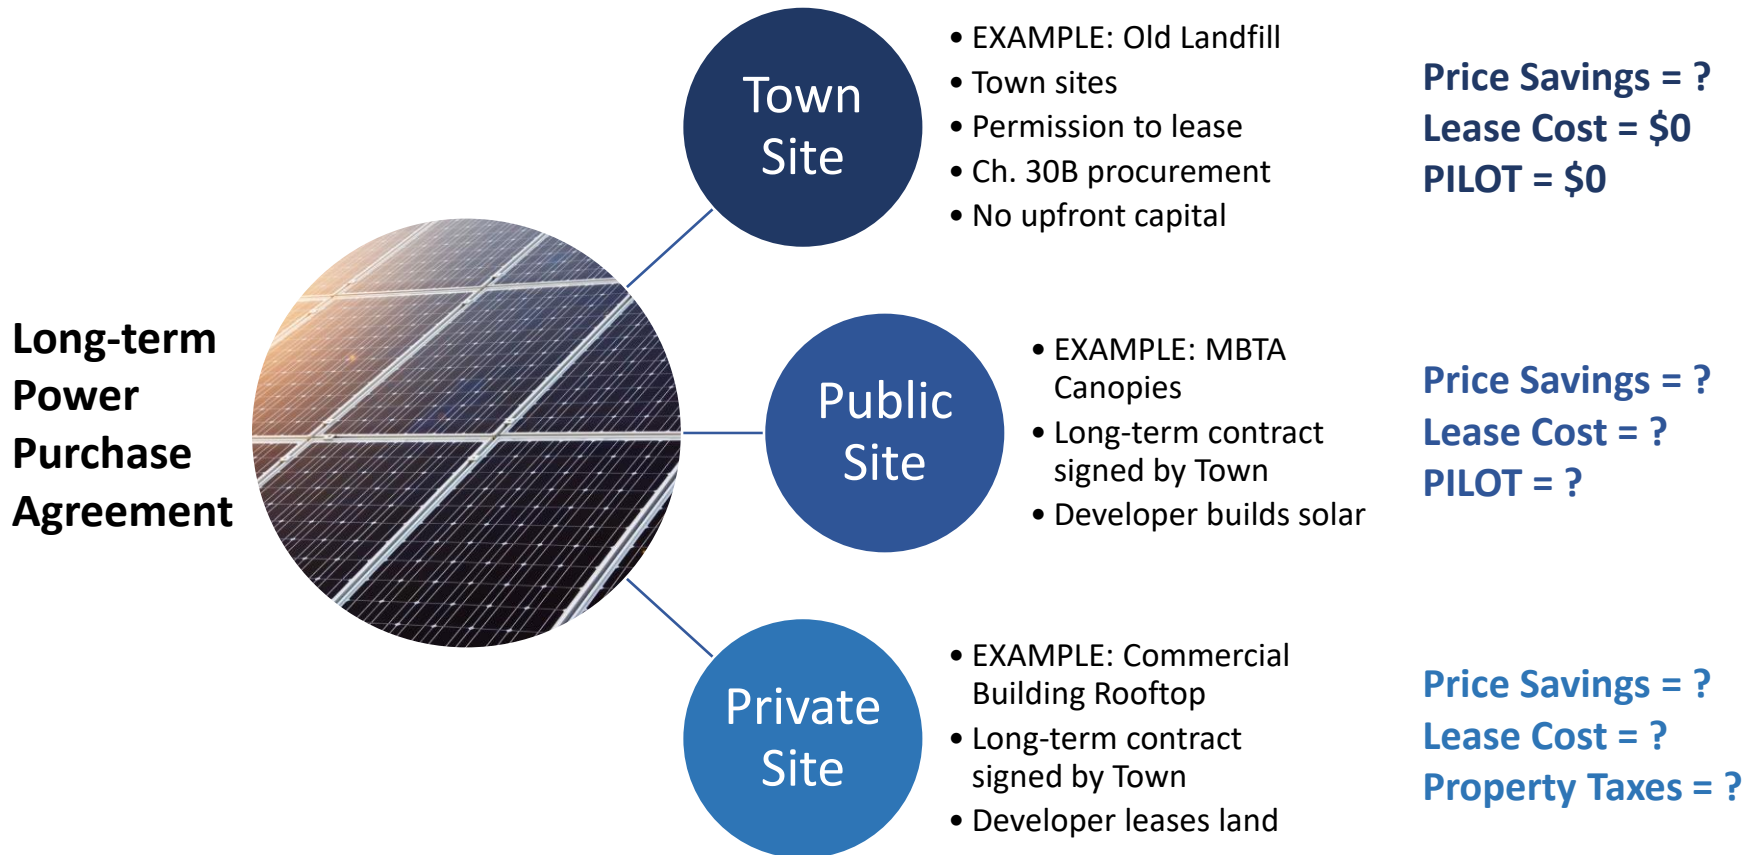 Long-term
Power
Purchase
Agreement
Town
Site
• EXAMPLE: Old Landfill
• Town sites
• Permission to lease
• Ch. 30B procurement
• No upfront capital
Price Savings = ?
Lease Cost = $0
PILOT = $0
Public
Site
• EXAMPLE: MBTA
Canopies
• Long-term contract
signed by Town
• Developer builds solar
Price Savings = ?
Lease Cost = ?
PILOT = ?
Private
Site
• EXAMPLE: Commercial
Building Rooftop
• Long-term contract
signed by Town
• Developer leases land
Price Savings = ?
Lease Cost = ?
Property Taxes = ?